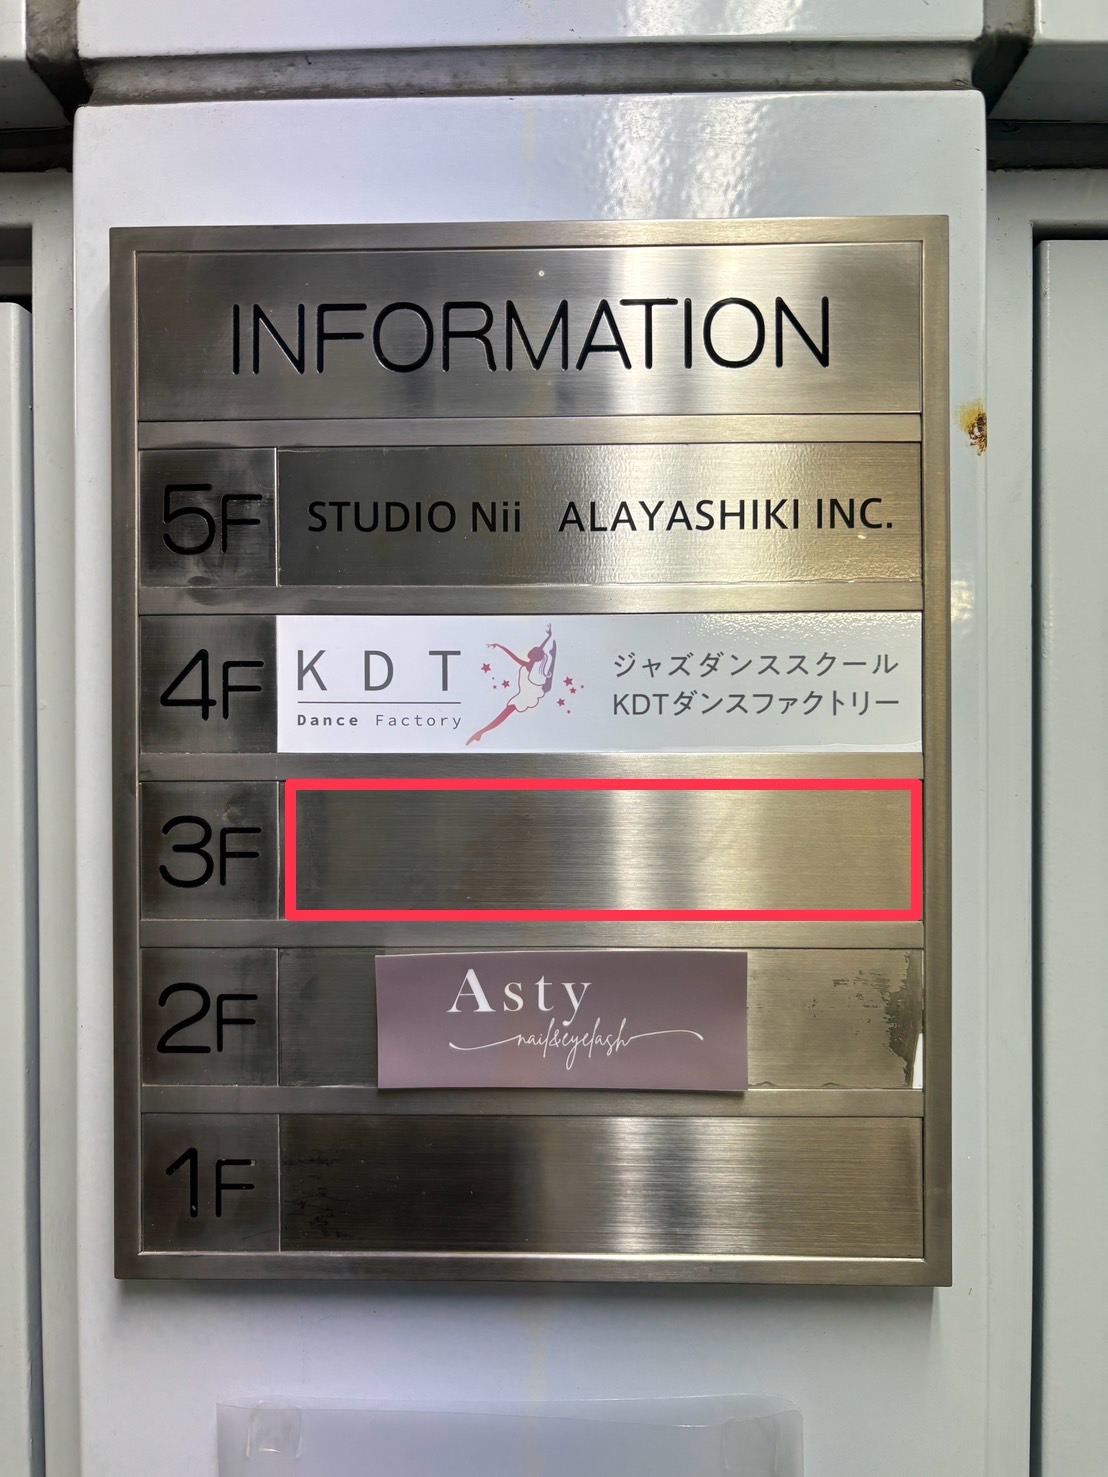 INFORMATION
5F STUDIO Nii ALAYASHIKI INC.
4F KDT Dance Factory
ジャズダンススクール
KDTダンスファクトリー
3F
2F Asty
nail&eyelash
1F